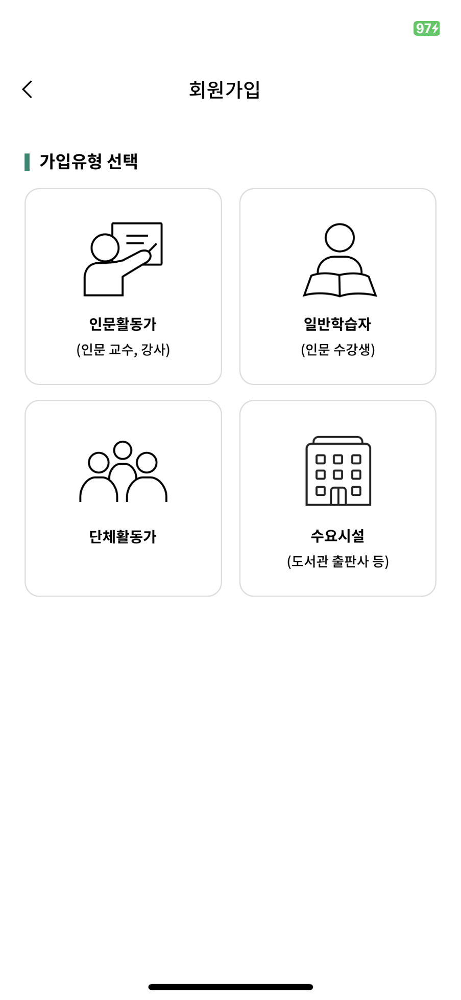 97
회원가입
가입유형 선택
인문활동가
(인문 교수, 강사)
일반학습자
(인문 수강생)
단체활동가
수요시설
(도서관 출판사 등)